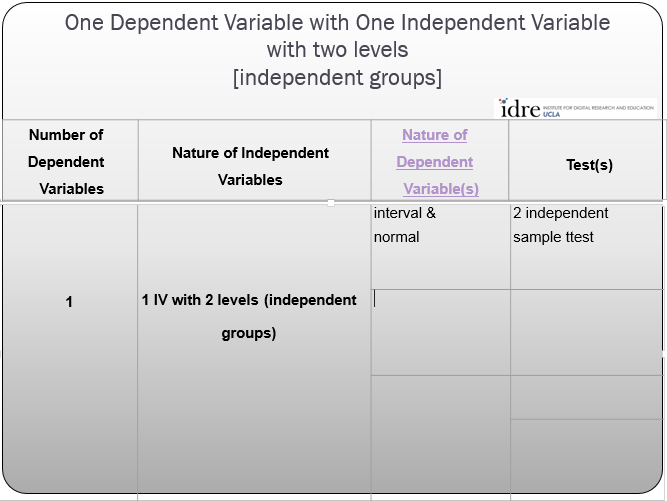 One Dependent Variable with One Independent Variable
with two levels
[independent groups]
idre INSTITUTE FOR DIGITAL RESEARCH AND EDUCATION
UCLA
Number of
Dependent
Variables
Nature of Independent
Variables
Nature of
Dependent
Variable(s)
Test(s)
1
1 IV with 2 levels (independent
groups)
interval &
normal
2 independent
sample ttest